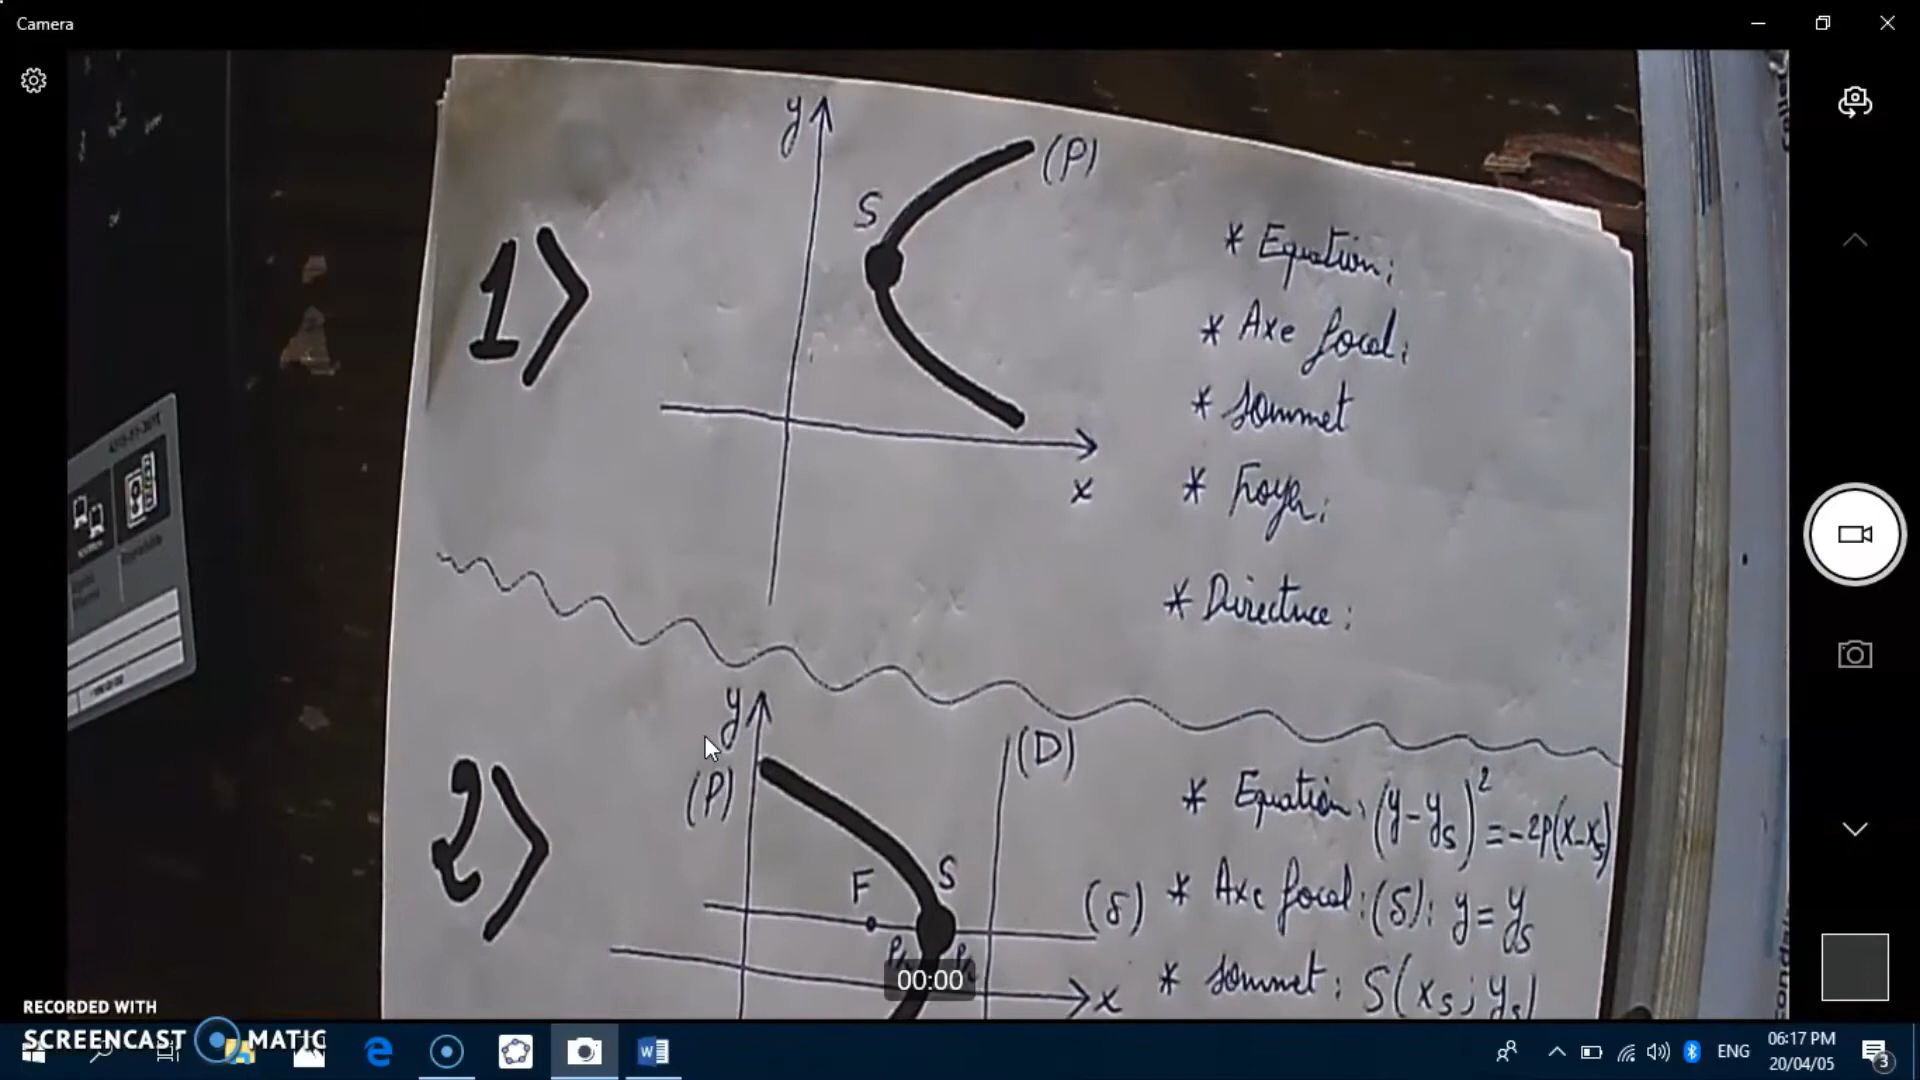 Camera
y
(P)
S
1>
* Equation:
* Axe focal:
* Sommet
* Foyer:
x
* Directrice:
y
(D)
(P)
2>
* Equation: (y-ys)² = -2p(x-xs)
F
S
(δ)
* Axe focal: (δ): y = ys
* Sommet: S(xs; ys)
x
00:00
RECORDED WITH
SCREENCAST MATIC
ENG
06:17 PM
20/04/05
3